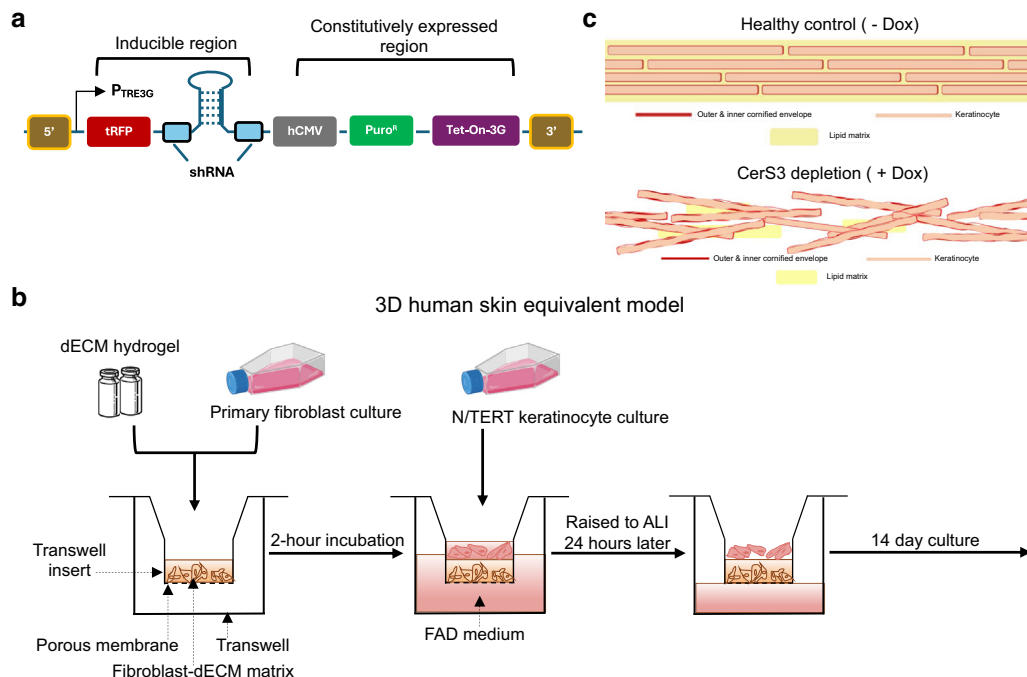 a
Inducible region
Constitutively expressed
region
PTRE3G
5’
tRFP
hCMV
Puroᴿ
Tet-On-3G
3’
shRNA
c
Healthy control ( - Dox)
Outer & inner cornified envelope
Keratinocyte
Lipid matrix
CerS3 depletion ( + Dox)
Outer & inner cornified envelope
Keratinocyte
Lipid matrix
b
3D human skin equivalent model
dECM hydrogel
Primary fibroblast culture
N/TERT keratinocyte culture
Transwell
insert
2-hour incubation
Raised to ALI
24 hours later
14 day culture
Porous membrane
Transwell
Fibroblast-dECM matrix
FAD medium